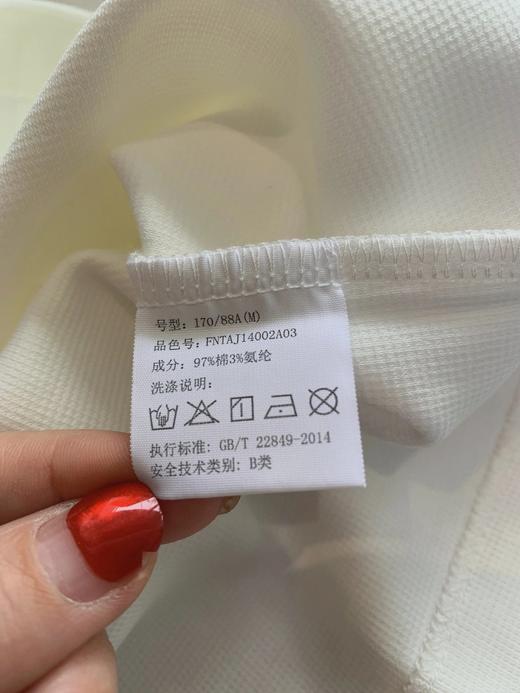 号型: 170/88A(M)
品色号: FNTAJ14002A03
成分: 97%棉3%氨纶
洗涤说明:
执行标准: GB/T 22849-2014
安全技术类别: B类